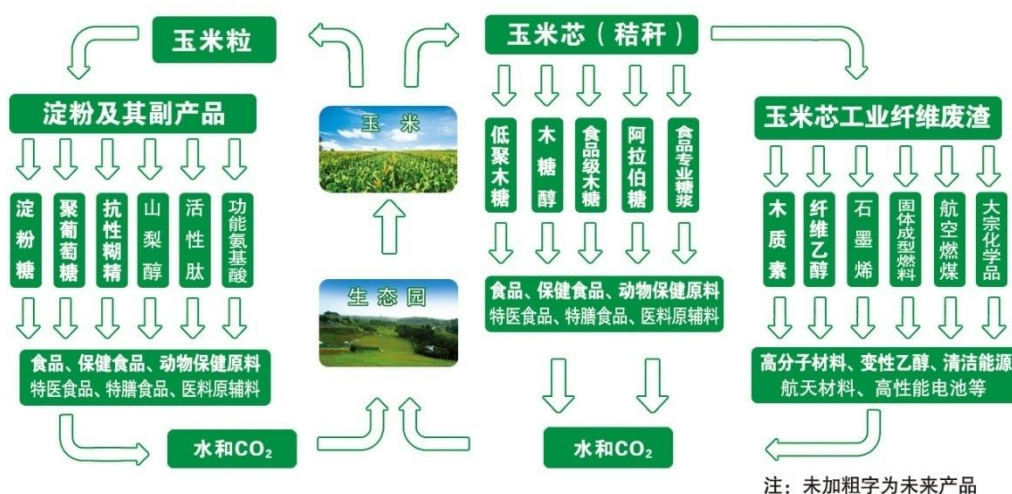 玉米粒
玉米芯（秸秆）
玉 米
淀粉及其副产品
玉米芯工业纤维废渣
淀粉糖
聚葡萄糖
抗性糊精
山梨醇
活性肽
功能氨基酸
低聚木糖
木糖醇
食品级木糖
阿拉伯糖
食品专业糖浆
木质素
纤维乙醇
石墨烯
固体成型燃料
航空燃煤
大宗化学品
生态园
食品、保健食品、动物保健原料
特医食品、特膳食品、医料原辅料
食品、保健食品、动物保健原料
特医食品、特膳食品、医料原辅料
高分子材料、变性乙醇、清洁能源
航天材料、高性能电池等
水和CO₂
水和CO₂
注：未加粗字为未来产品